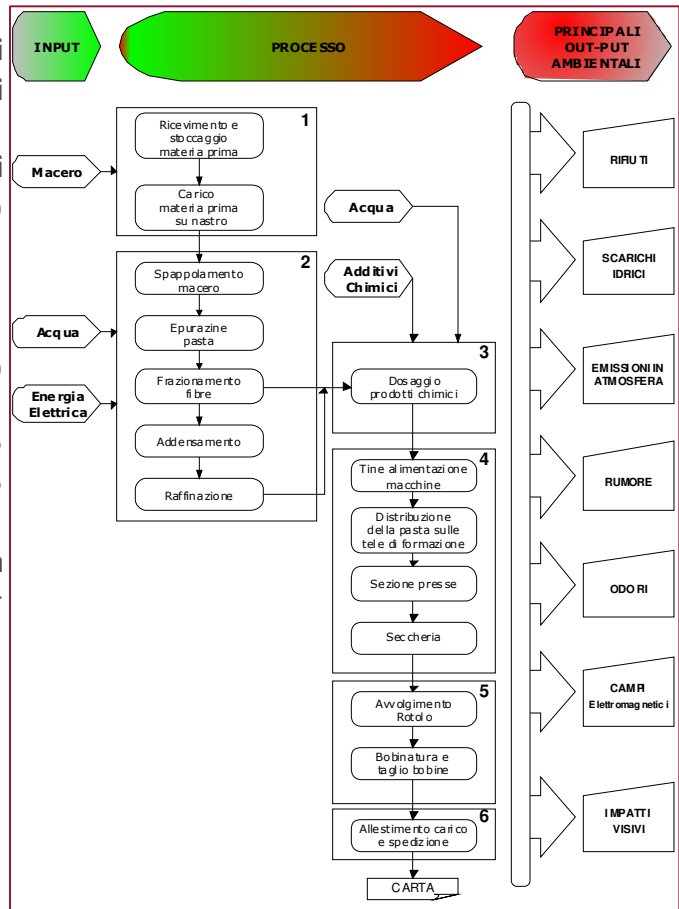 INPUT
PROCESSO
PRINCIPALI
OUT-PUT
AMBIENTALI
1
Ricevimento e
stoccaggio
materia prima
Macero
Carico
materia prima
su nastro
2
Spappolamento
macero
Acqua
Epurazine
pasta
Energia
Elettrica
Frazionamento
fibre
Addensamento
Raffinazione
Acqua
Additivi
Chimici
3
Dosaggio
prodotti chimici
4
Tine alimentazione
macchine
Distribuzione
della pasta sulle
tele di formazione
Sezione presse
Seccheria
5
Avvolgimento
Rotolo
Bobinatura e
taglio bobine
6
Allestimento carico
e spedizione
CARTA
RIFIUTI
SCARICHI
IDRICI
EMISSIONI IN
ATMOSFERA
RUMORE
ODORI
CAMPI
Elettromagnetici
IMPATTI
VISIVI